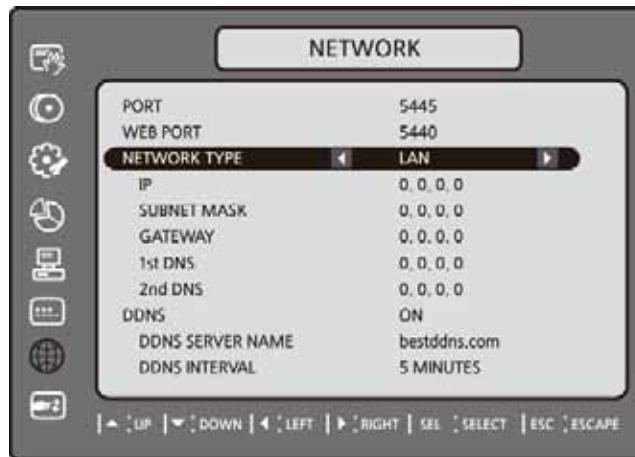 NETWORK
PORT 5445
WEB PORT 5440
NETWORK TYPE LAN
IP 0, 0, 0, 0
SUBNET MASK 0, 0, 0, 0
GATEWAY 0, 0, 0, 0
1st DNS 0, 0, 0, 0
2nd DNS 0, 0, 0, 0
DDNS ON
DDNS SERVER NAME bestddns.com
DDNS INTERVAL 5 MINUTES
UP DOWN LEFT RIGHT SEL SELECT ESC ESCAPE